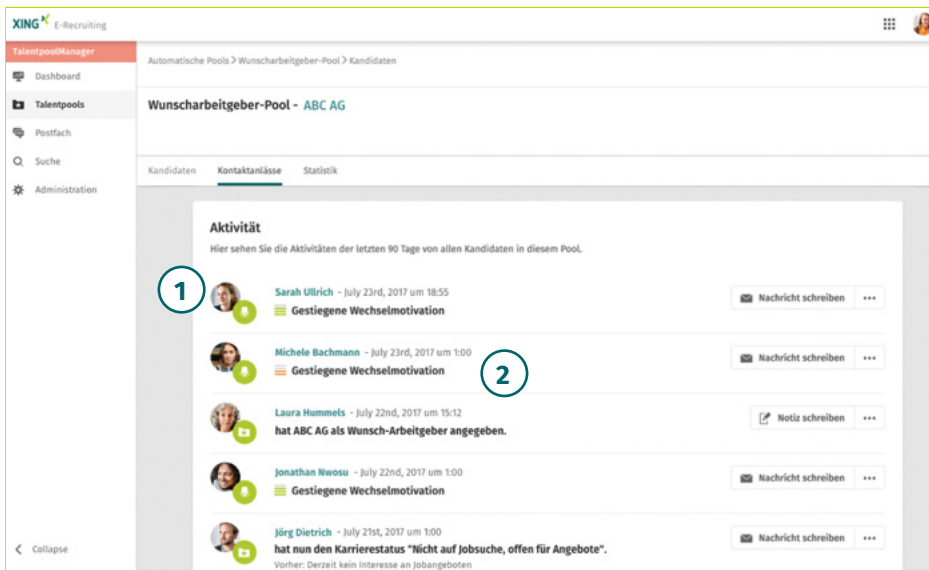 XING E-Recruiting
TalentpoolManager
Dashboard
Talentpools
Postfach
Suche
Administration
Collapse
Automatische Pools > Wunscharbeitgeber-Pool > Kandidaten
Wunscharbeitgeber-Pool - ABC AG
Kandidaten Kontaktanlässe Statistik
Aktivität
Hier sehen Sie die Aktivitäten der letzten 90 Tage von allen Kandidaten in diesem Pool.
1
Sarah Ullrich - July 23rd, 2017 um 18:55
Gestiegene Wechselmotivation
Nachricht schreiben
Michele Bachmann - July 23rd, 2017 um 1:00
Gestiegene Wechselmotivation
2
Nachricht schreiben
Laura Hummels - July 22nd, 2017 um 15:12
hat ABC AG als Wunsch-Arbeitgeber angegeben.
Notiz schreiben
Jonathan Nwosu - July 22nd, 2017 um 1:00
Gestiegene Wechselmotivation
Nachricht schreiben
Jörg Dietrich - July 21st, 2017 um 1:00
hat nun den Karrierestatus "Nicht auf Jobsuche, offen für Angebote".
Vorher: Derzeit kein Interesse an Jobangeboten
Nachricht schreiben